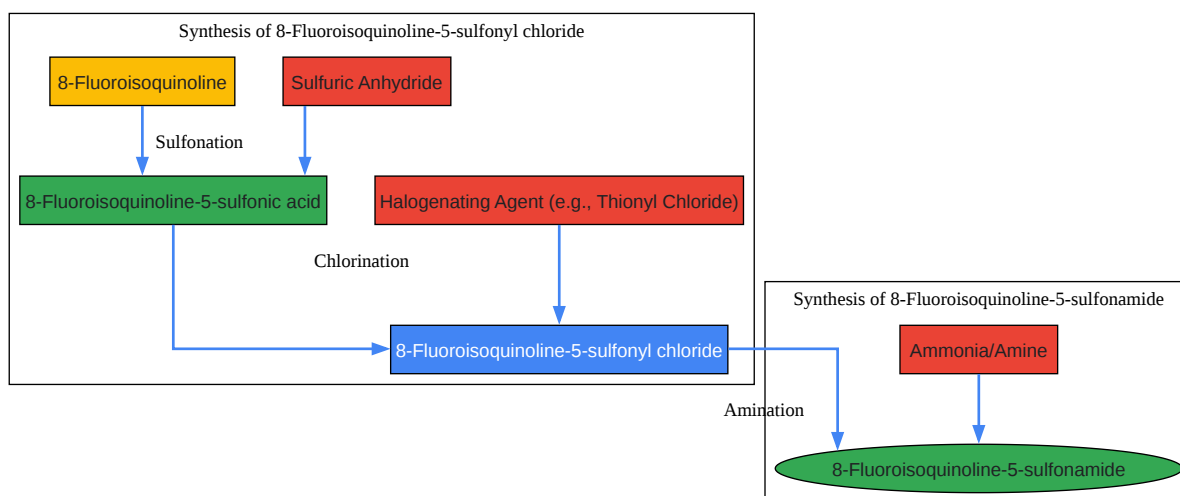 Synthesis of 8-Fluoroisoquinoline-5-sulfonyl chloride
8-Fluoroisoquinoline
Sulfuric Anhydride
Sulfonation
8-Fluoroisoquinoline-5-sulfonic acid
Halogenating Agent (e.g., Thionyl Chloride)
Chlorination
8-Fluoroisoquinoline-5-sulfonyl chloride
Synthesis of 8-Fluoroisoquinoline-5-sulfonamide
Ammonia/Amine
Amination
8-Fluoroisoquinoline-5-sulfonamide